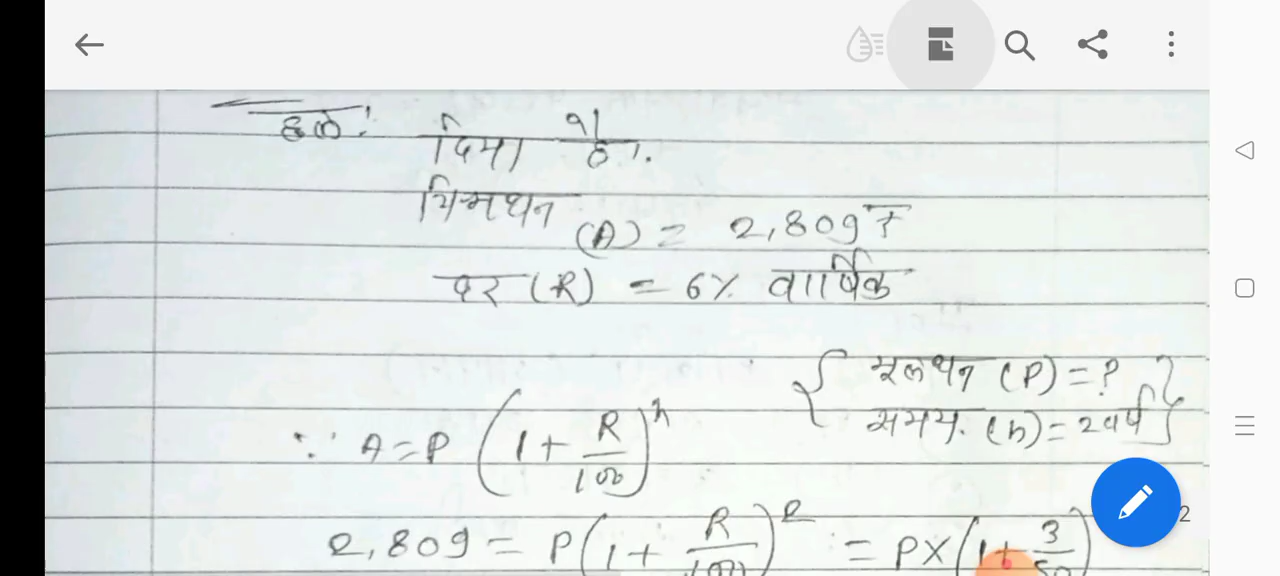 हल:
दिया है।
मिश्रधन (A) = 2,809₹
दर (R) = 6% वार्षिक
{ मूलधन (P) = ?
समय (n) = 2 वर्ष }
∵ A = P (1 + R/100)^n
2,809 = P (1 + R/100)^2 = P × (1 + 3/50)
2